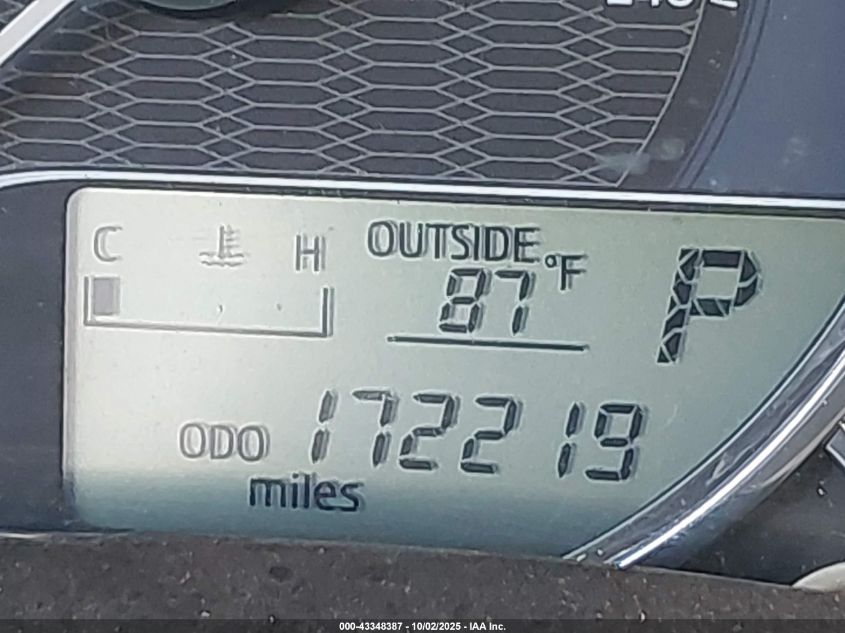 C H OUTSIDE
87 °F P
ODO 172219
miles
000-43348387 - 10/02/2025 - IAA Inc.